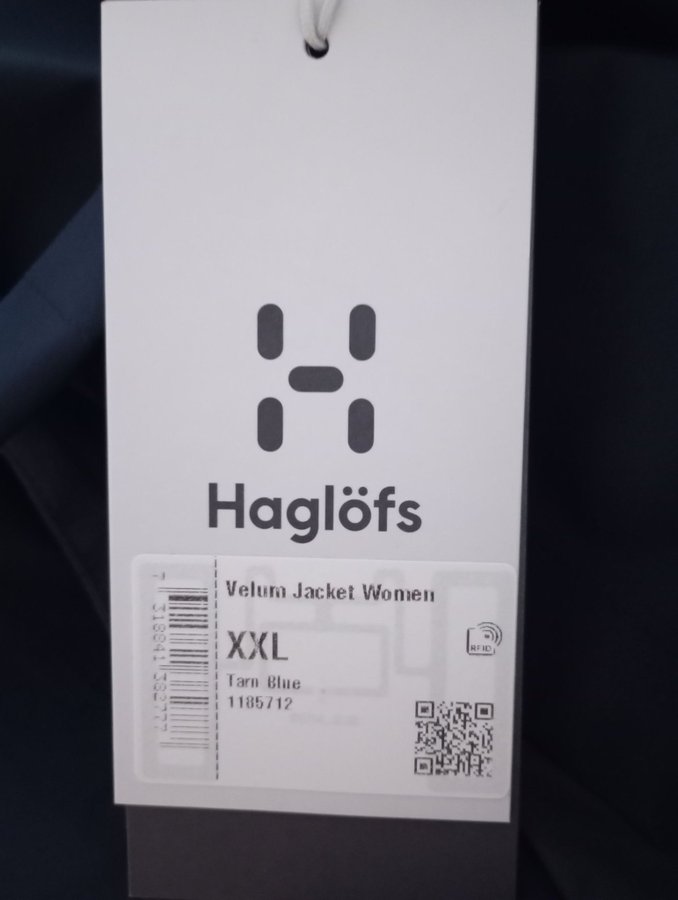 Haglöfs
Velum Jacket Women
XXL
RFID
Tarn Blue
1185712